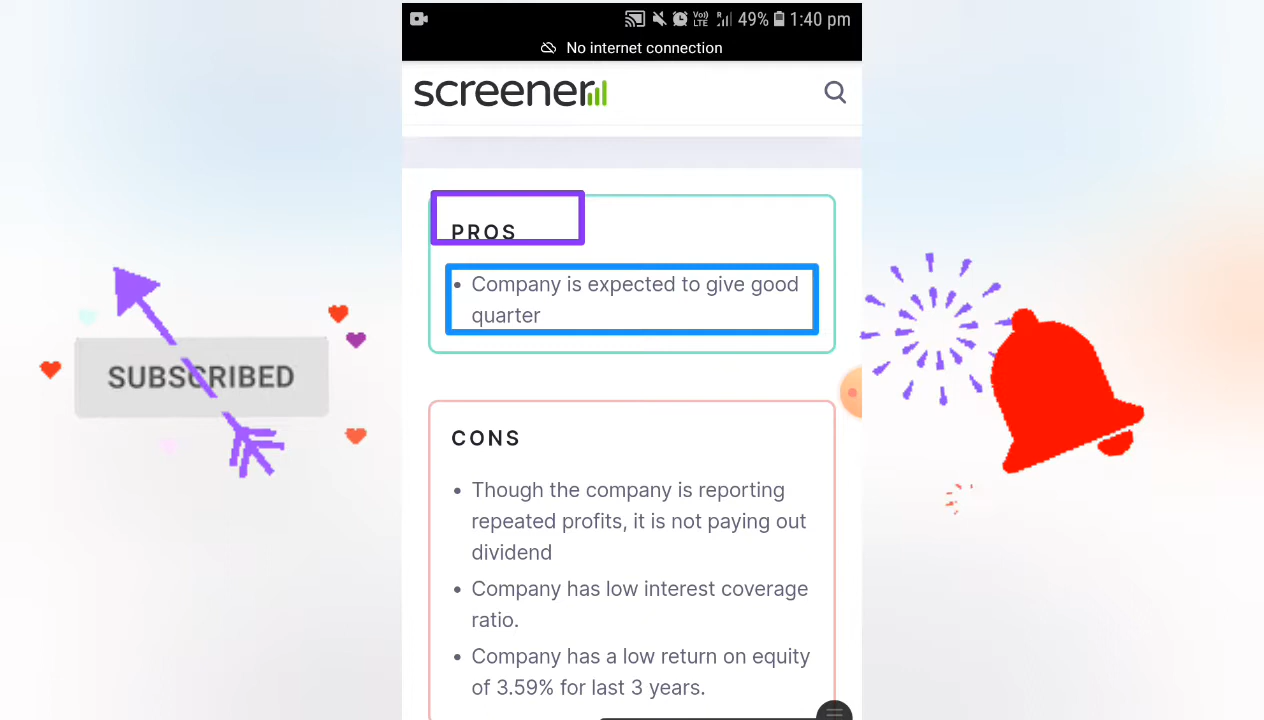 49% 1:40 pm
No internet connection
screener
PROS
Company is expected to give good
quarter
SUBSCRIBED
CONS
Though the company is reporting
repeated profits, it is not paying out
dividend
Company has low interest coverage
ratio.
Company has a low return on equity
of 3.59% for last 3 years.